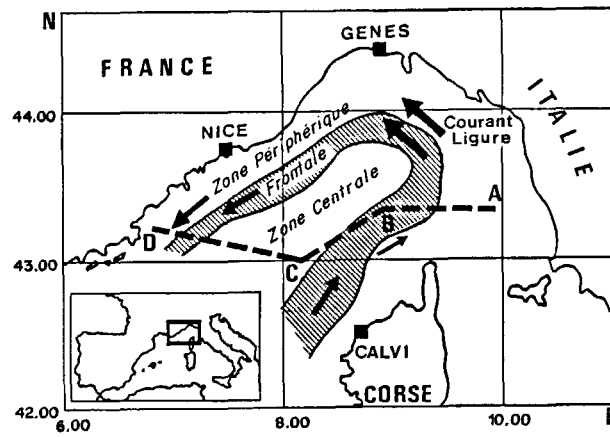 N
GENES
FRANCE
ITALIE
44.00
Courant
Ligure
NICE
Zone Périphérique
Frontale
Zone Centrale
A
B
D
C
43.00
CALVI
CORSE
42.00
6.00
8.00
10.00